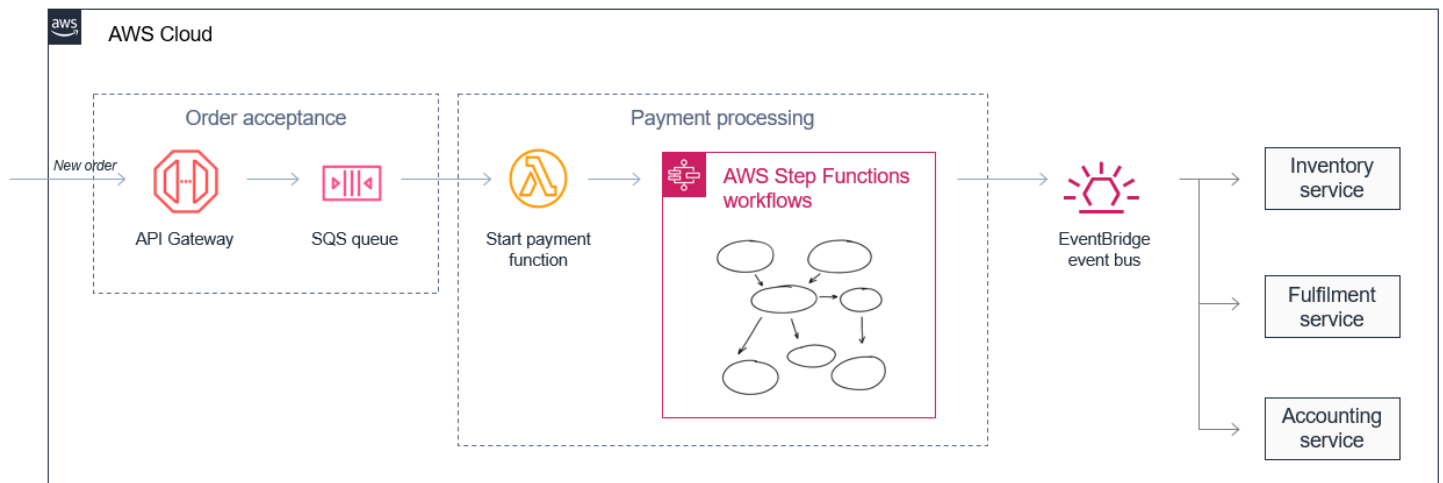 aws
AWS Cloud
Order acceptance
Payment processing
New order
AWS Step Functions
workflows
API Gateway
SQS queue
Start payment
function
EventBridge
event bus
Inventory
service
Fulfilment
service
Accounting
service